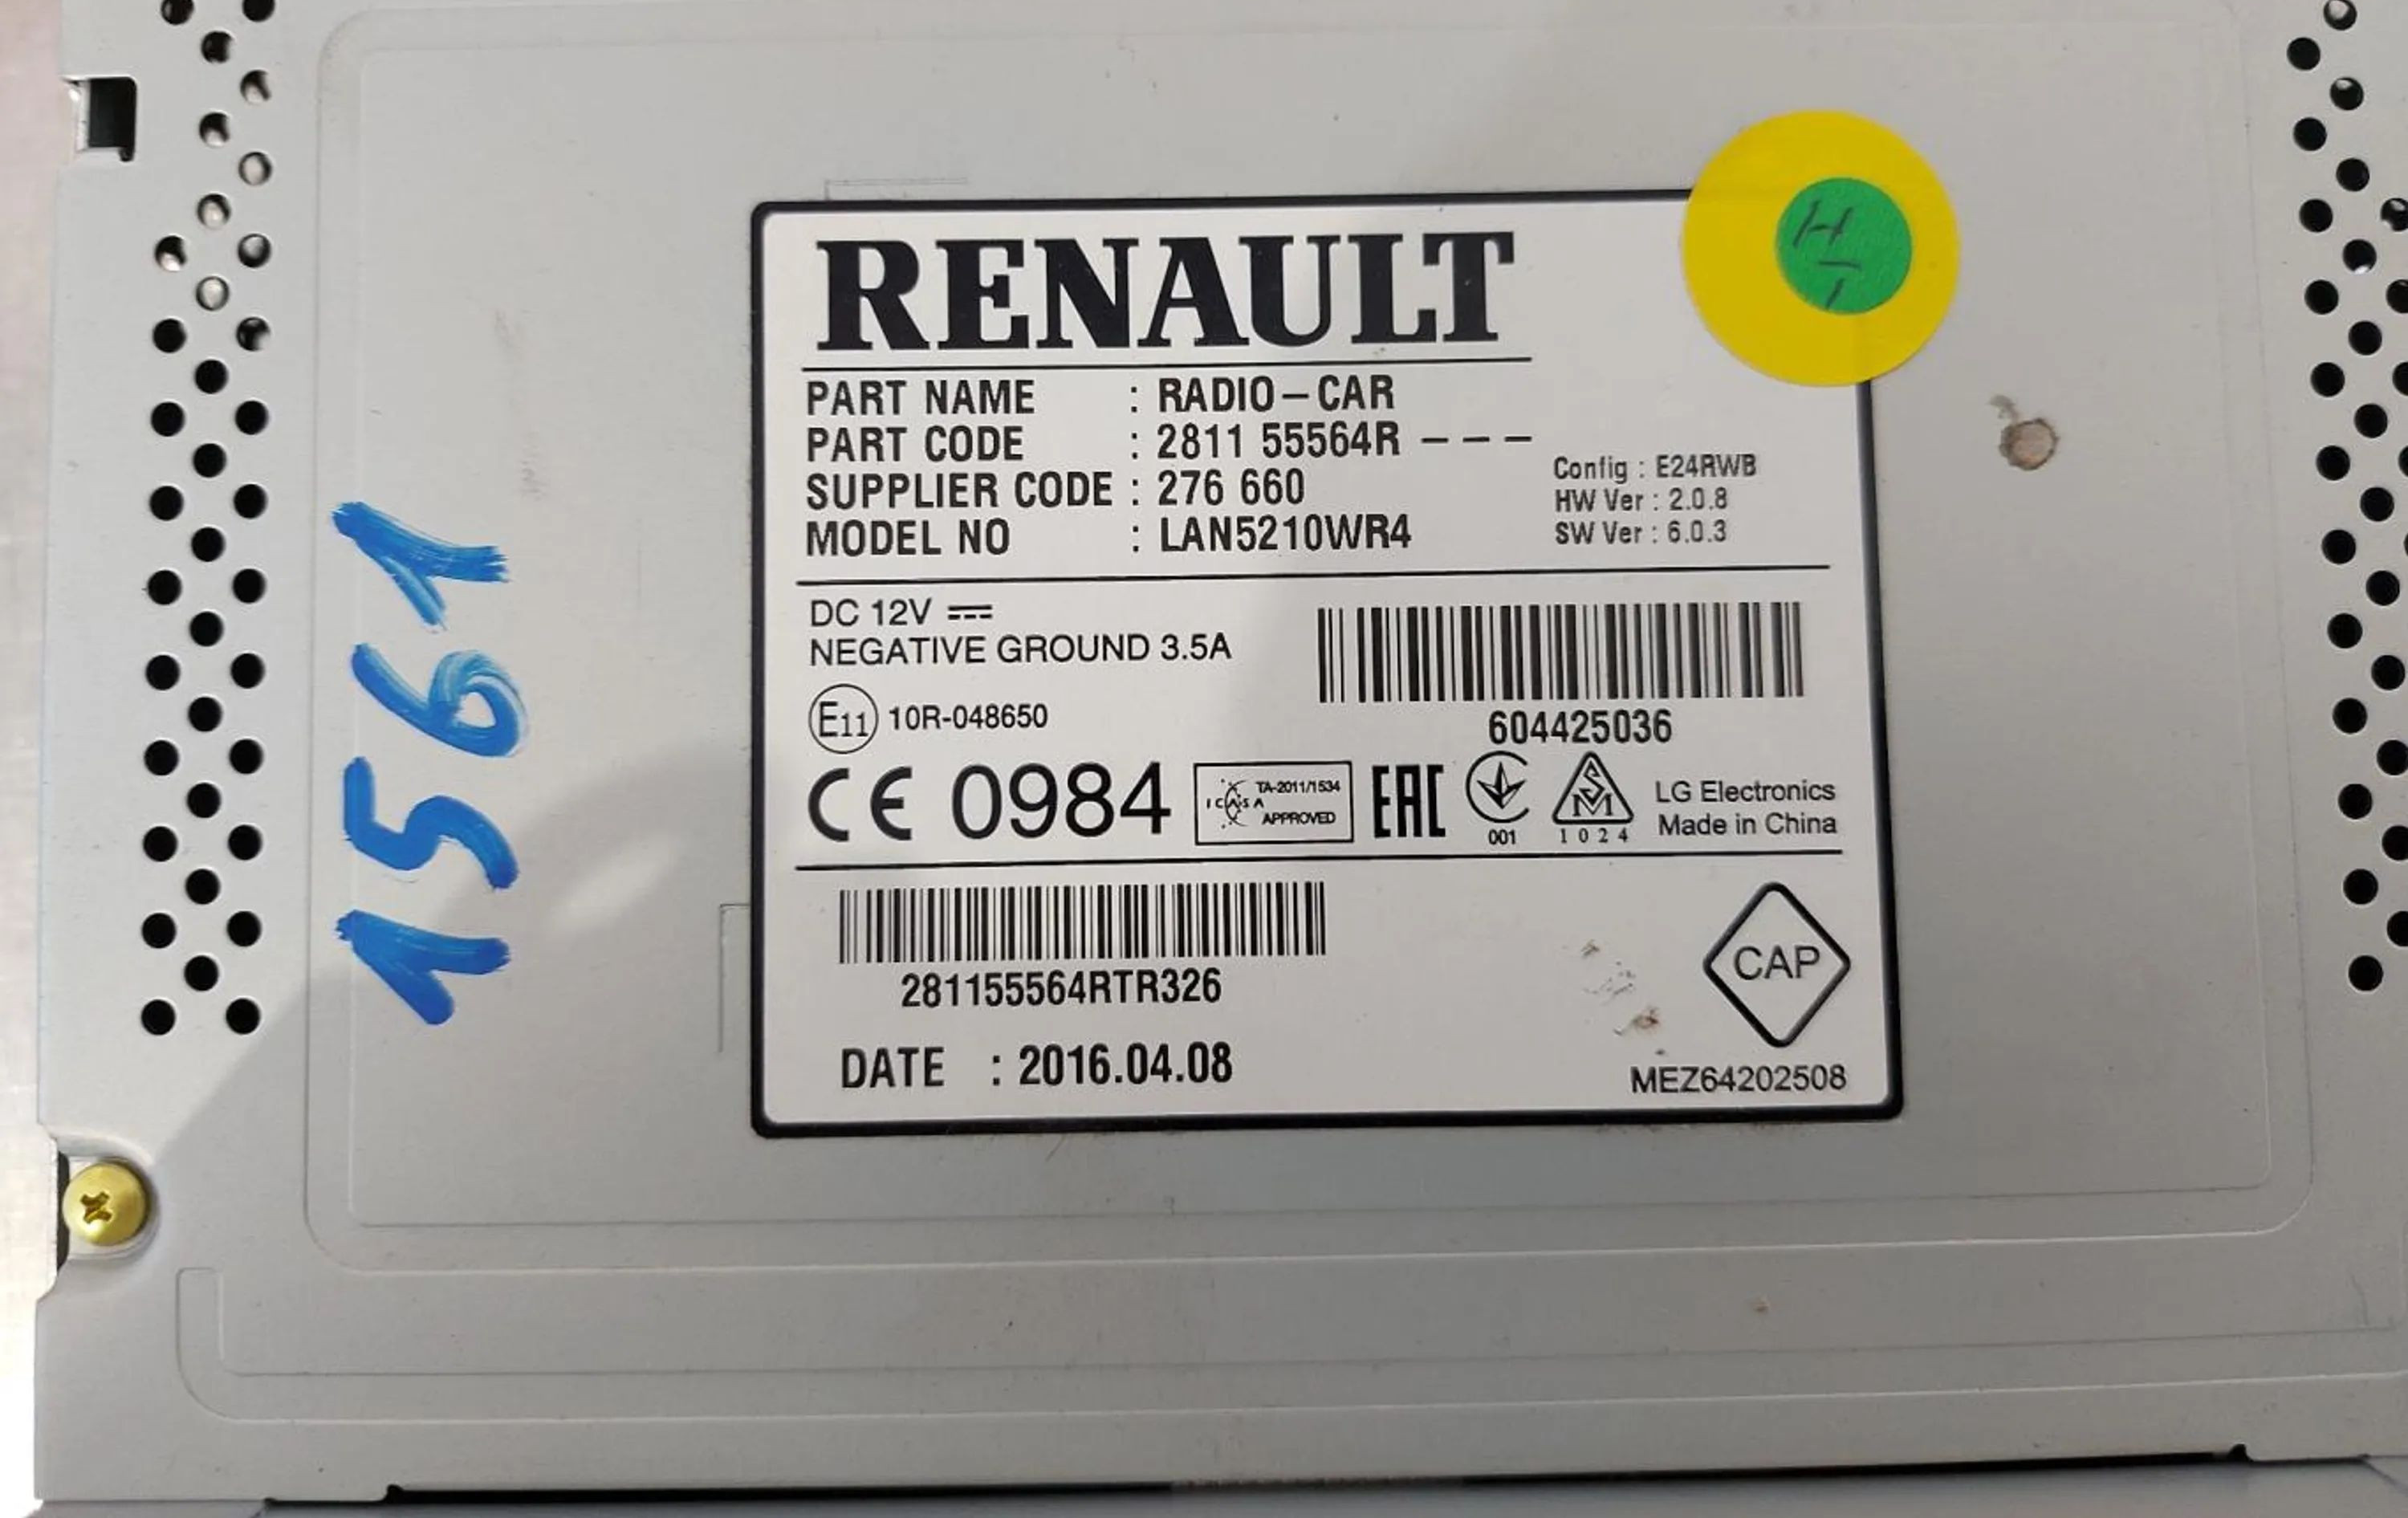 RENAULT
H
1
PART NAME : RADIO-CAR
PART CODE : 2811 55564R ---
SUPPLIER CODE : 276 660
MODEL NO : LAN5210WR4
Config : E24RWB
HW Ver : 2.0.8
SW Ver : 6.0.3
DC 12V
NEGATIVE GROUND 3.5A
604425036
E11 10R-048650
CE 0984
TA-2011/1534
ICASA
APPROVED
EAC
001
SM
1024
LG Electronics
Made in China
281155564RTR326
CAP
DATE : 2016.04.08
MEZ64202508
1561